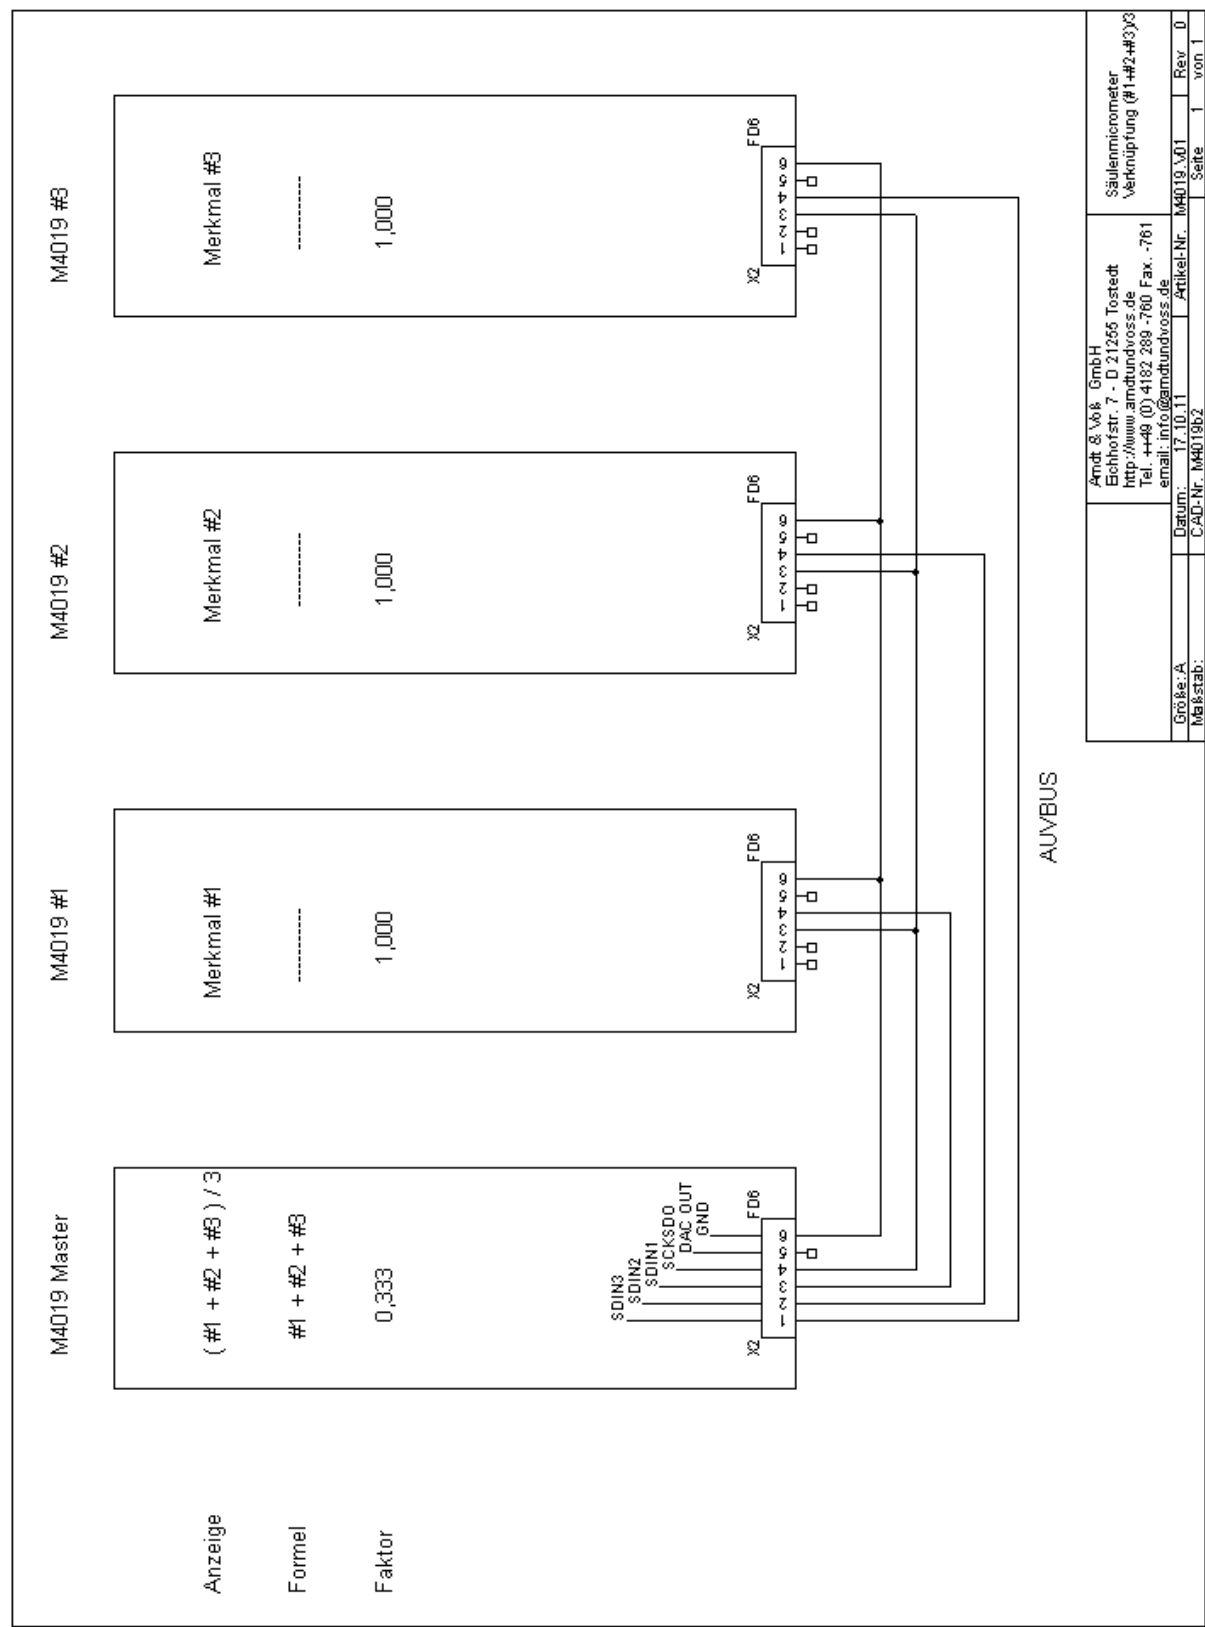 M4019 Master
M4019 #1
M4019 #2
M4019 #3
Anzeige
( #1 + #2 + #3 ) / 3
Merkmal #1
Merkmal #2
Merkmal #3
Formel
#1 + #2 + #3
----------
----------
----------
Faktor
0,333
1,000
1,000
1,000
SDIN3
SDIN2
SDIN1
SCKSDO
DAC OUT
GND
X2
1 2 3 4 5 6
FD6
X2
1 2 3 4 5 6
FD6
X2
1 2 3 4 5 6
FD6
X2
1 2 3 4 5 6
FD6
AUVBUS
Arndt & Voß GmbH
Eichhofstr. 7 - D 21255 Tostedt
http://www.arndtundvoss.de
Tel. ++49 (0) 4182 289 -760 Fax. -761
email: info@arndtundvoss.de
Säulenmicrometer
Verknüpfung (#1+#2+#3)/3
Größe: A
Datum: 17.10.11
Artikel-Nr. M4019.V01
Rev D
Maßstab:
CAD-Nr. M4019b2
Seite 1 von 1